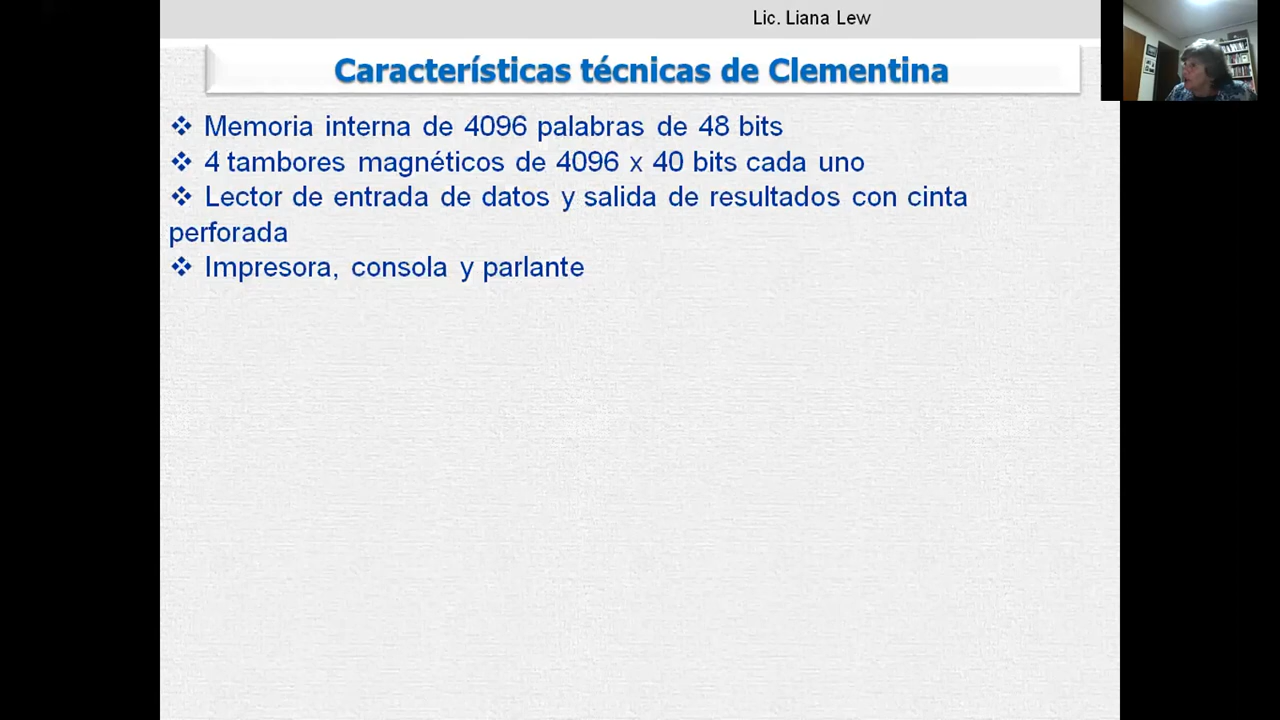 Lic. Liana Lew
Características técnicas de Clementina
❖ Memoria interna de 4096 palabras de 48 bits
❖ 4 tambores magnéticos de 4096 x 40 bits cada uno
❖ Lector de entrada de datos y salida de resultados con cinta
perforada
❖ Impresora, consola y parlante